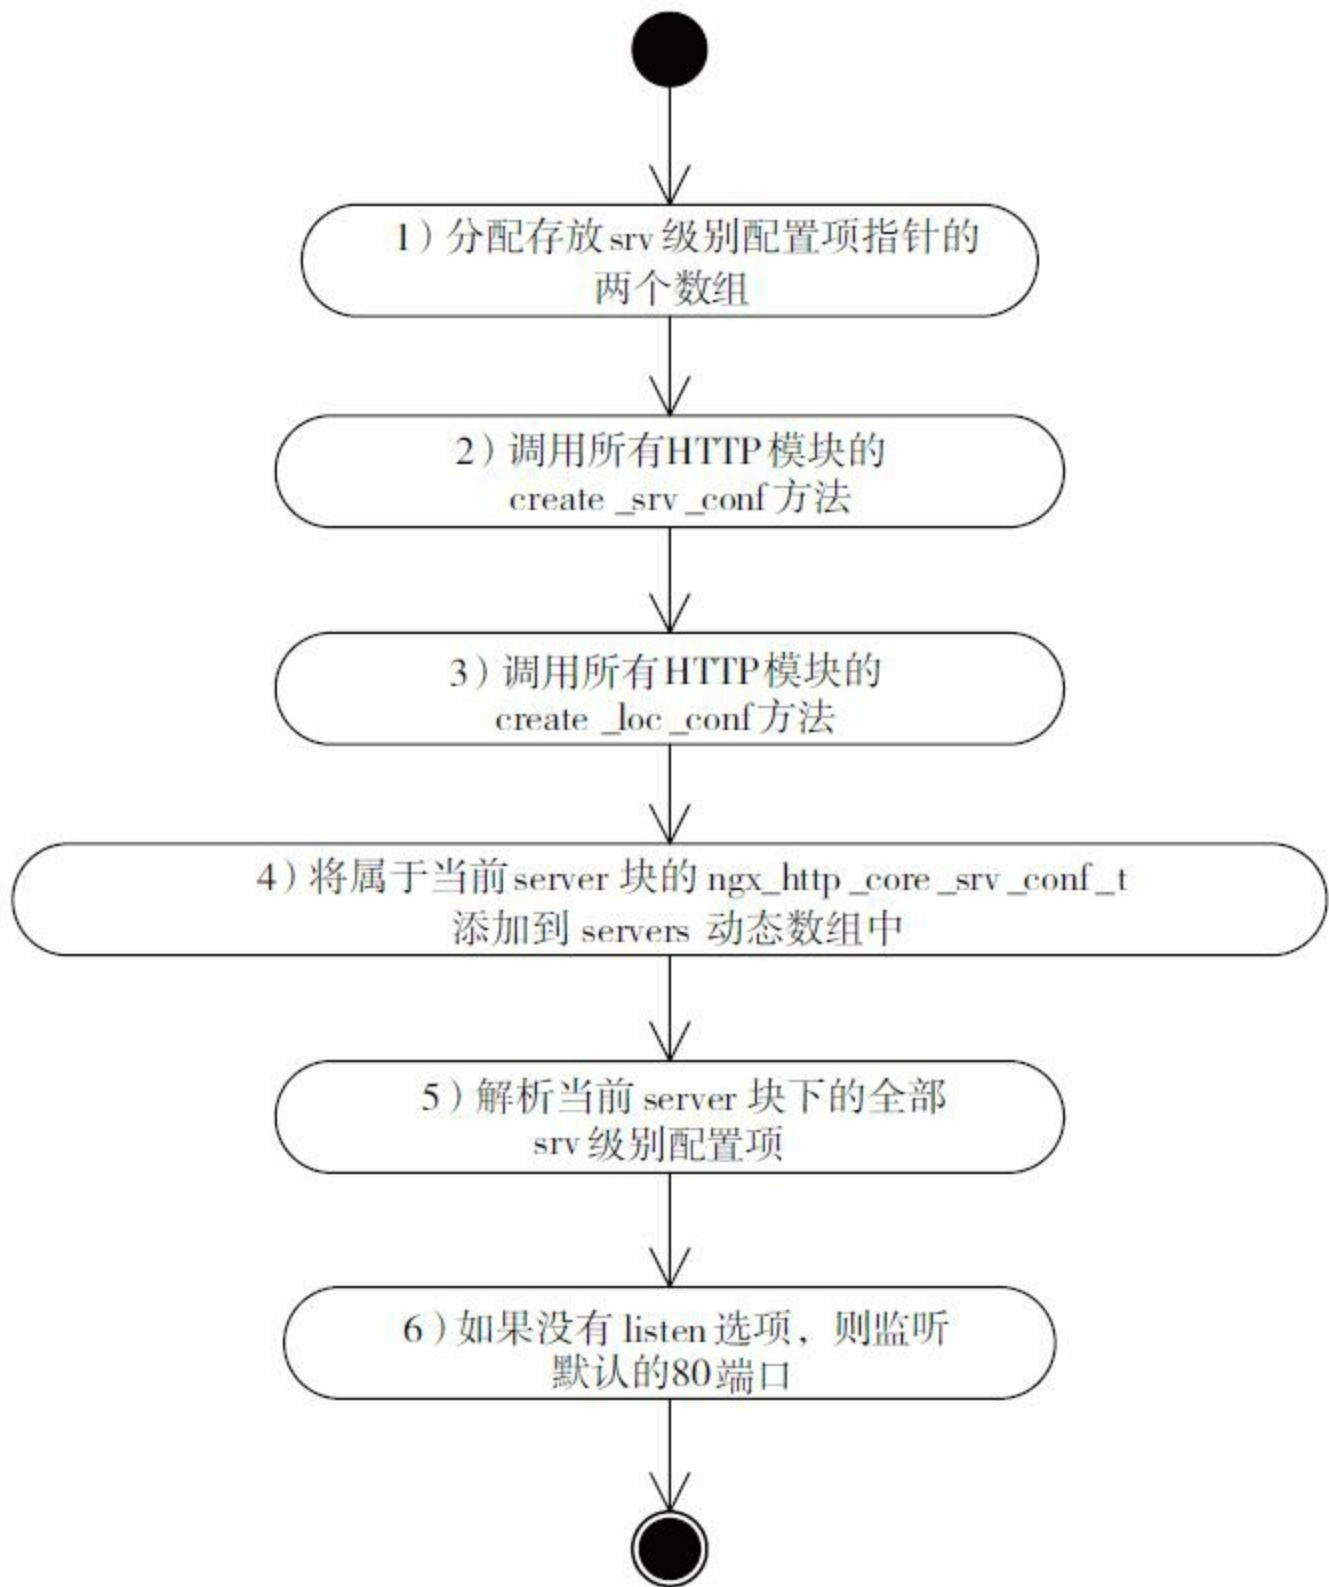 1）分配存放srv级别配置项指针的
两个数组
2）调用所有HTTP模块的
create_srv_conf方法
3）调用所有HTTP模块的
create_loc_conf方法
4）将属于当前server块的ngx_http_core_srv_conf_t
添加到servers动态数组中
5）解析当前server块下的全部
srv级别配置项
6）如果没有listen选项，则监听
默认的80端口